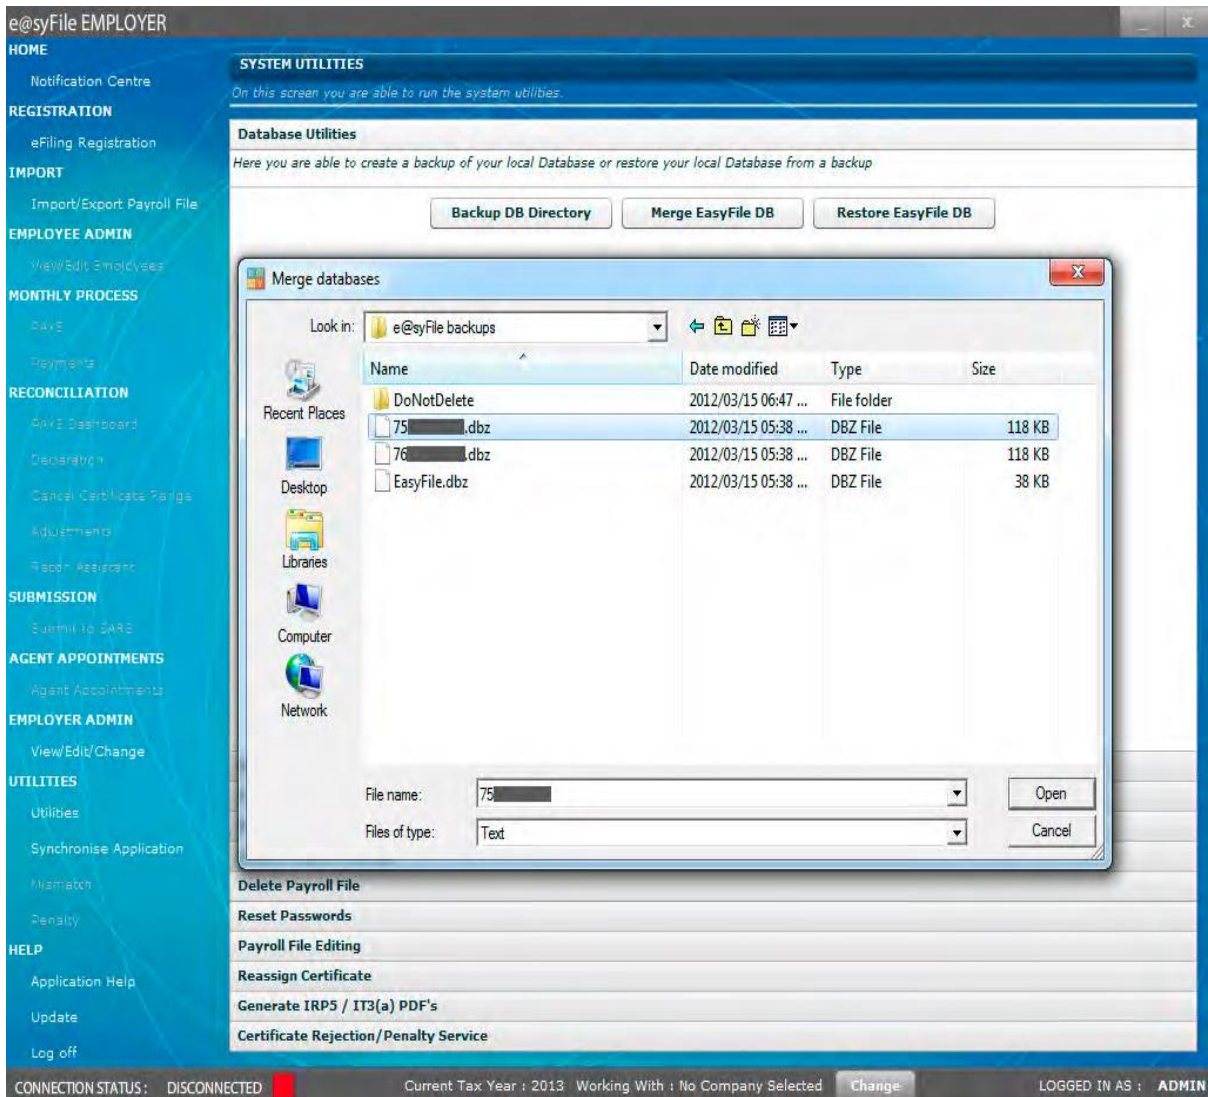 e@syFile EMPLOYER
HOME
Notification Centre
REGISTRATION
eFiling Registration
IMPORT
Import/Export Payroll File
EMPLOYEE ADMIN
View/Edit Employees
MONTHLY PROCESS
PAYE
Payments
RECONCILIATION
PAYE Dashboard
Declaration
Cancel Certificate Range
Adjustments
Recon Assistant
SUBMISSION
Submit to SARS
AGENT APPOINTMENTS
Agent Appointments
EMPLOYER ADMIN
View/Edit/Change
UTILITIES
Utilities
Synchronise Application
Mismatch
Penalty
HELP
Application Help
Update
Log off
SYSTEM UTILITIES
On this screen you are able to run the system utilities.
Database Utilities
Here you are able to create a backup of your local Database or restore your local Database from a backup
Backup DB Directory Merge EasyFile DB Restore EasyFile DB
Merge databases X
Look in: e@syFile backups
Name Date modified Type Size
DoNotDelete 2012/03/15 06:47 ... File folder
75 .dbz 2012/03/15 05:38 ... DBZ File 118 KB
76 .dbz 2012/03/15 05:38 ... DBZ File 118 KB
EasyFile.dbz 2012/03/15 05:38 ... DBZ File 38 KB
Recent Places
Desktop
Libraries
Computer
Network
File name: 75 Open
Files of type: Text Cancel
Delete Payroll File
Reset Passwords
Payroll File Editing
Reassign Certificate
Generate IRP5 / IT3(a) PDF's
Certificate Rejection/Penalty Service
CONNECTION STATUS : DISCONNECTED Current Tax Year : 2013 Working With : No Company Selected Change LOGGED IN AS : ADMIN